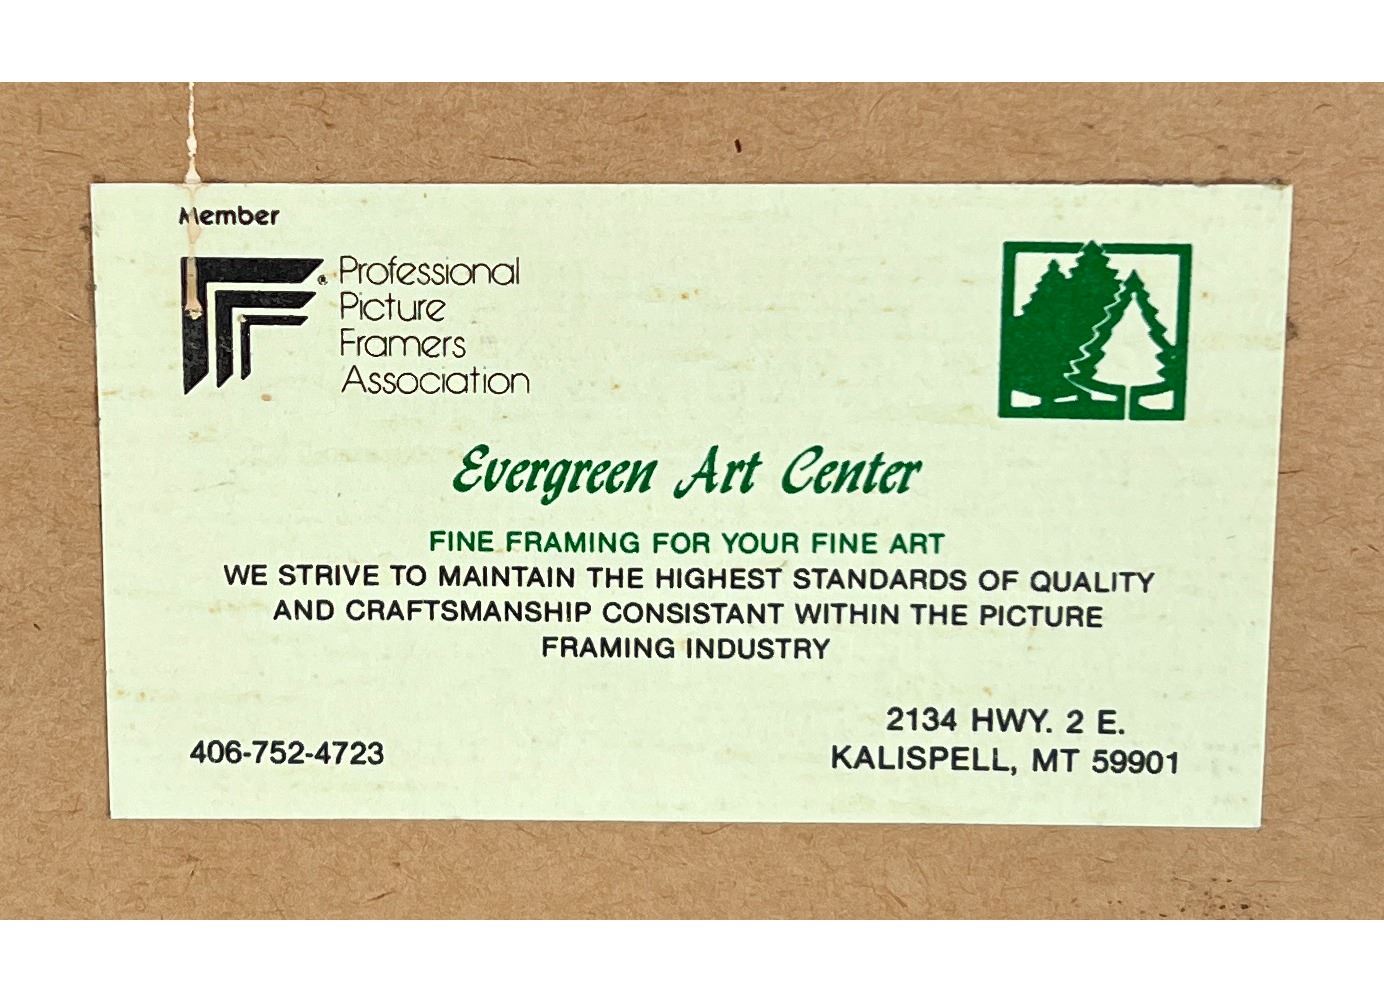 Member
Professional
Picture
Framers
Association
Evergreen Art Center
FINE FRAMING FOR YOUR FINE ART
WE STRIVE TO MAINTAIN THE HIGHEST STANDARDS OF QUALITY
AND CRAFTSMANSHIP CONSISTANT WITHIN THE PICTURE
FRAMING INDUSTRY
406-752-4723
2134 HWY. 2 E.
KALISPELL, MT 59901